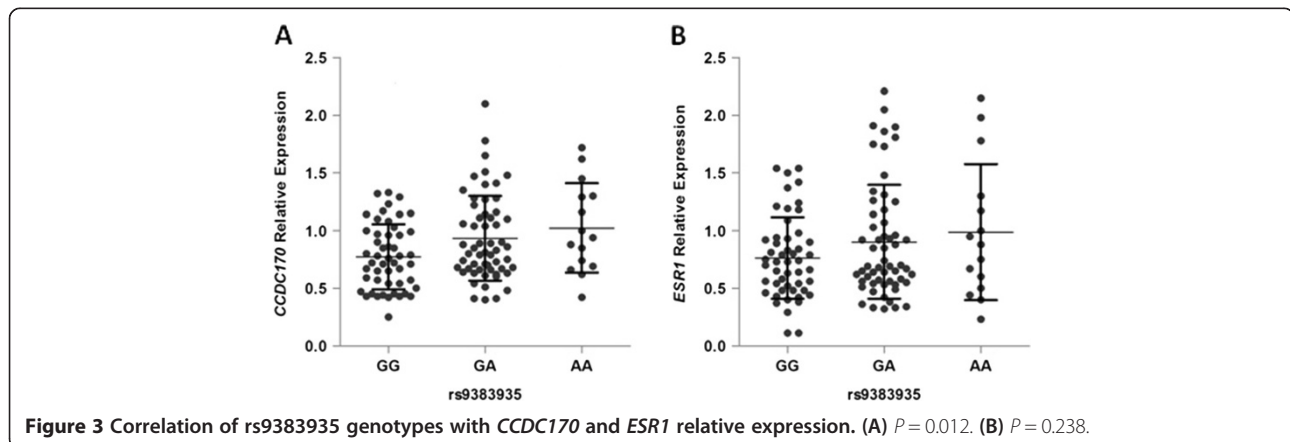 A
B
CCDC170 Relative Expression
2.5
2.0
1.5
1.0
0.5
0.0
GG GA AA
rs9383935
ESR1 Relative Expression
2.5
2.0
1.5
1.0
0.5
0.0
GG GA AA
rs9383935
Figure 3 Correlation of rs9383935 genotypes with CCDC170 and ESR1 relative expression. (A) P = 0.012. (B) P = 0.238.